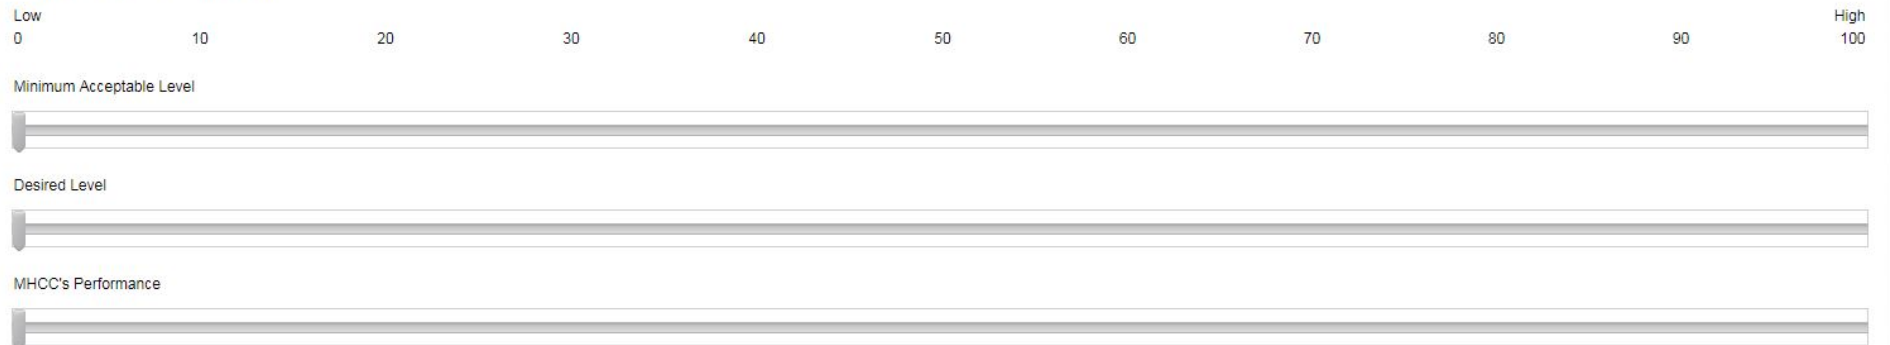 Low High
0 10 20 30 40 50 60 70 80 90 100
Minimum Acceptable Level
Desired Level
MHCC's Performance